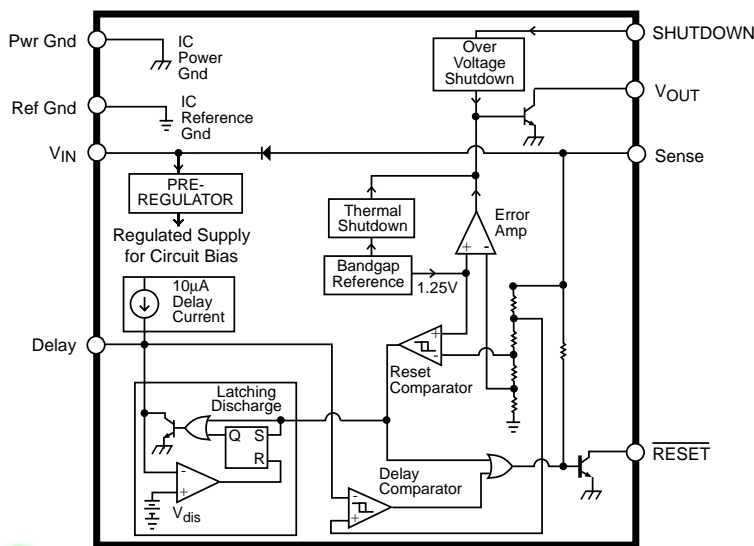 Pwr Gnd
IC
Power
Gnd
Over
Voltage
Shutdown
SHUTDOWN
VOUT
Ref Gnd
IC
Reference
Gnd
VIN
Sense
PRE-
REGULATOR
Thermal
Shutdown
Error
Amp
+ -
Regulated Supply
for Circuit Bias
Bandgap
Reference
1.25V
10µA
Delay
Current
Delay
+
-
Reset
Comparator
Latching
Discharge
Q S
R
-
+
Vdis
Delay
Comparator
-
+
RESET